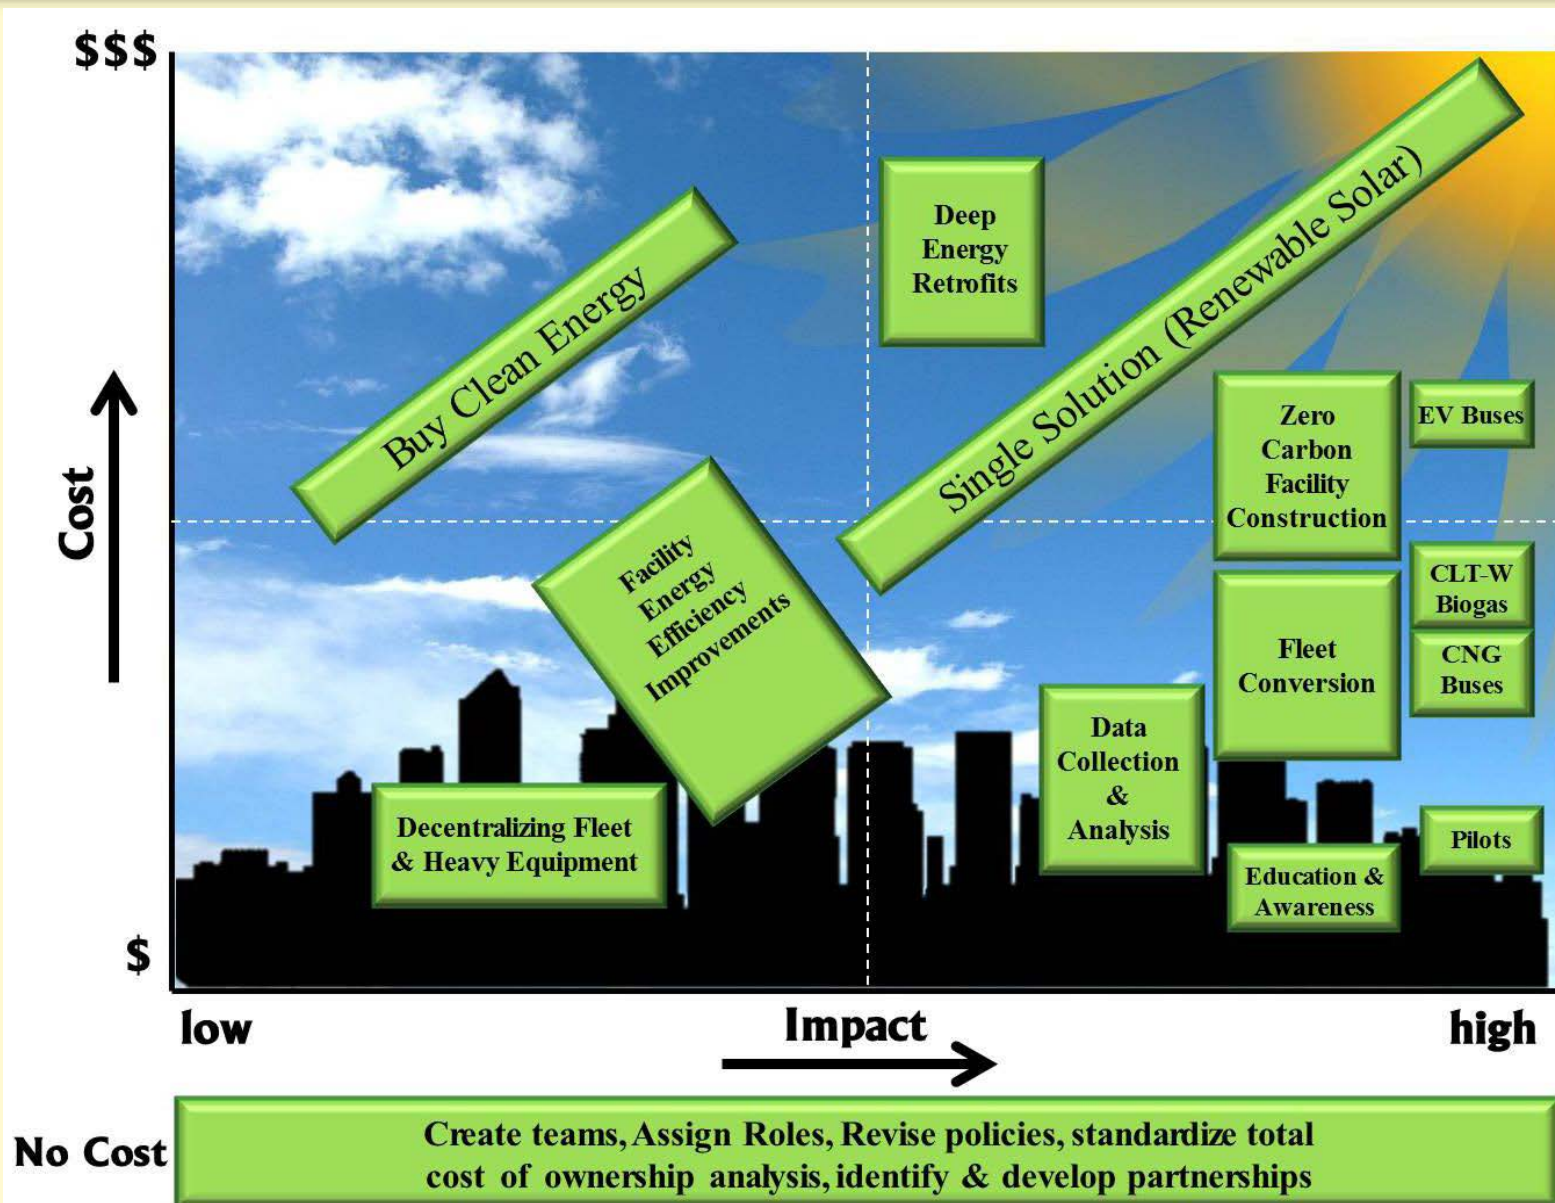 $$$
Deep
Energy
Retrofits
Single Solution (Renewable Solar)
Buy Clean Energy
Zero
Carbon
Facility
Construction
EV Buses
Cost
Facility
Energy
Efficiency
Improvements
CLT-W
Biogas
Fleet
Conversion
CNG
Buses
Data
Collection
&
Analysis
Decentralizing Fleet
& Heavy Equipment
Pilots
Education &
Awareness
$
low
Impact
high
No Cost
Create teams, Assign Roles, Revise policies, standardize total
cost of ownership analysis, identify & develop partnerships